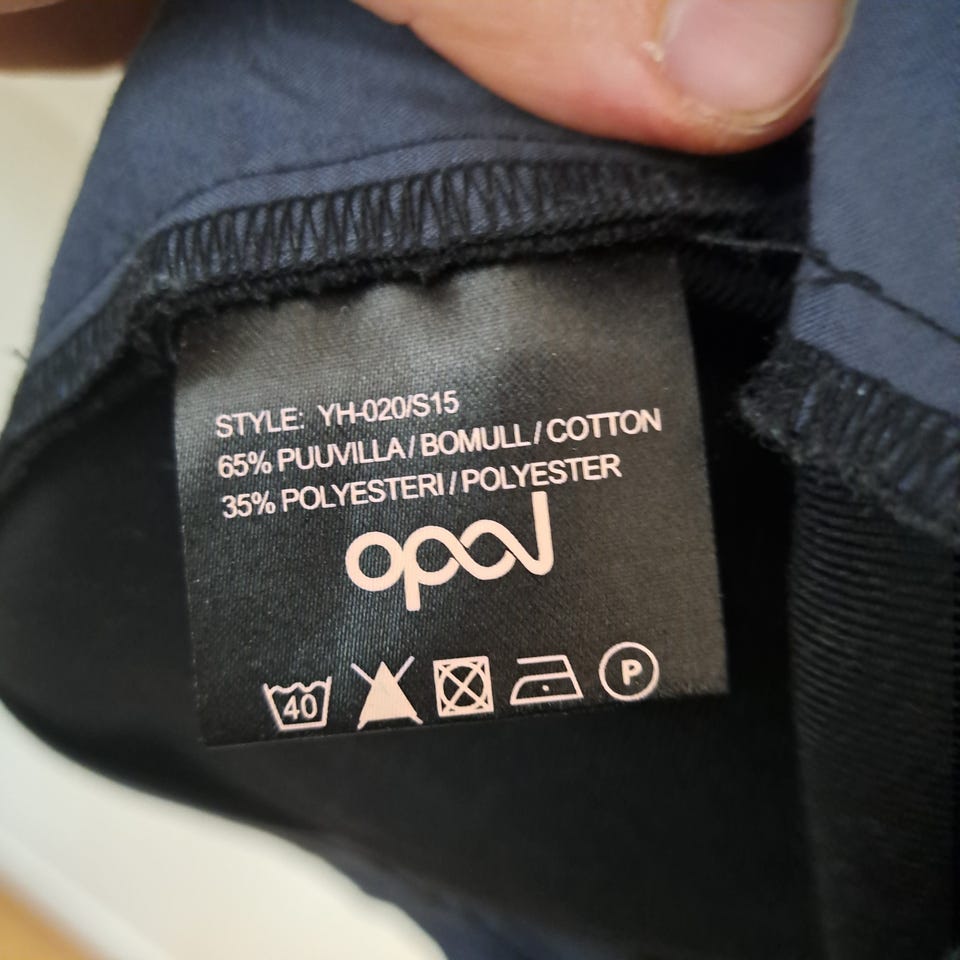 STYLE: YH-020/S15
65% PUUVILLA / BOMULL / COTTON
35% POLYESTERI / POLYESTER
opal
40 P